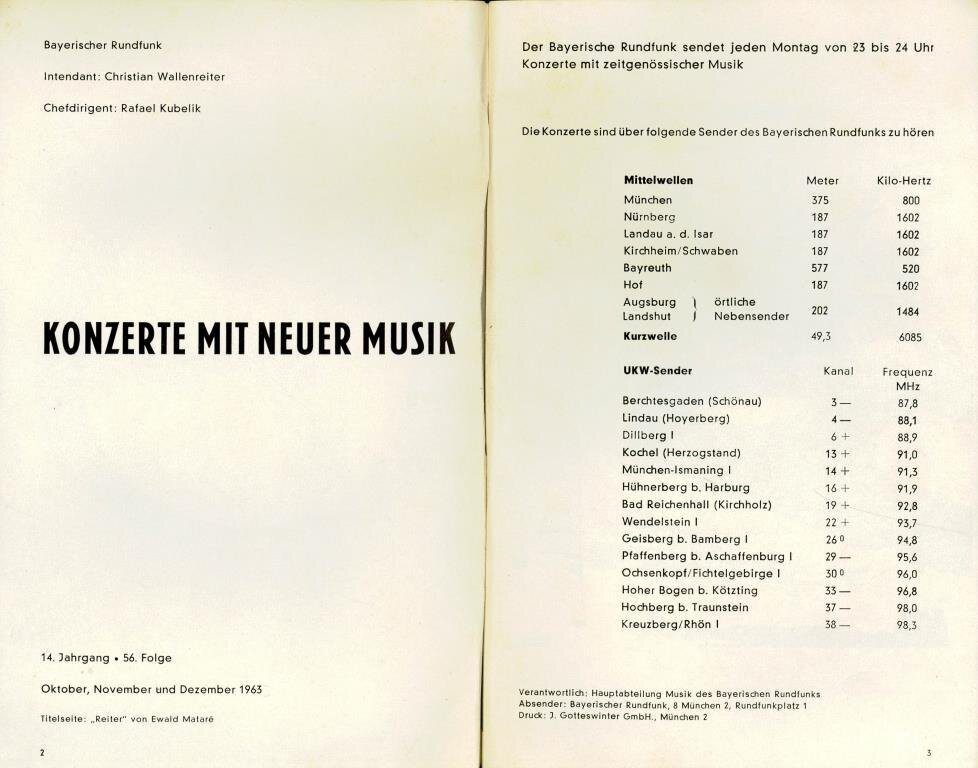 Bayerischer Rundfunk
Intendant: Christian Wallenreiter
Chefdirigent: Rafael Kubelik
KONZERTE MIT NEUER MUSIK
14. Jahrgang • 56. Folge
Oktober, November und Dezember 1963
Titelseite: „Reiter" von Ewald Mataré
2
Der Bayerische Rundfunk sendet jeden Montag von 23 bis 24 Uhr
Konzerte mit zeitgenössischer Musik
Die Konzerte sind über folgende Sender des Bayerischen Rundfunks zu hören
Mittelwellen Meter Kilo-Hertz
München 375 800
Nürnberg 187 1602
Landau a. d. Isar 187 1602
Kirchheim/Schwaben 187 1602
Bayreuth 577 520
Hof 187 1602
Augsburg ) örtliche
Landshut ) Nebensender 202 1484
Kurzwelle 49,3 6085
UKW-Sender Kanal Frequenz
MHz
Berchtesgaden (Schönau) 3 — 87,8
Lindau (Hoyerberg) 4 — 88,1
Dillberg I 6 + 88,9
Kochel (Herzogstand) 13 + 91,0
München-Ismaning I 14 + 91,3
Hühnerberg b. Harburg 16 + 91,9
Bad Reichenhall (Kirchholz) 19 + 92,8
Wendelstein I 22 + 93,7
Geisberg b. Bamberg I 26 0 94,8
Pfaffenberg b. Aschaffenburg I 29 — 95,6
Ochsenkopf/Fichtelgebirge I 30 0 96,0
Hoher Bogen b. Kötzting 33 — 96,8
Hochberg b. Traunstein 37 — 98,0
Kreuzberg/Rhön I 38 — 98,3
Verantwortlich: Hauptabteilung Musik des Bayerischen Rundfunks
Absender: Bayerischer Rundfunk, 8 München 2, Rundfunkplatz 1
Druck: J. Gotteswinter GmbH., München 2
3